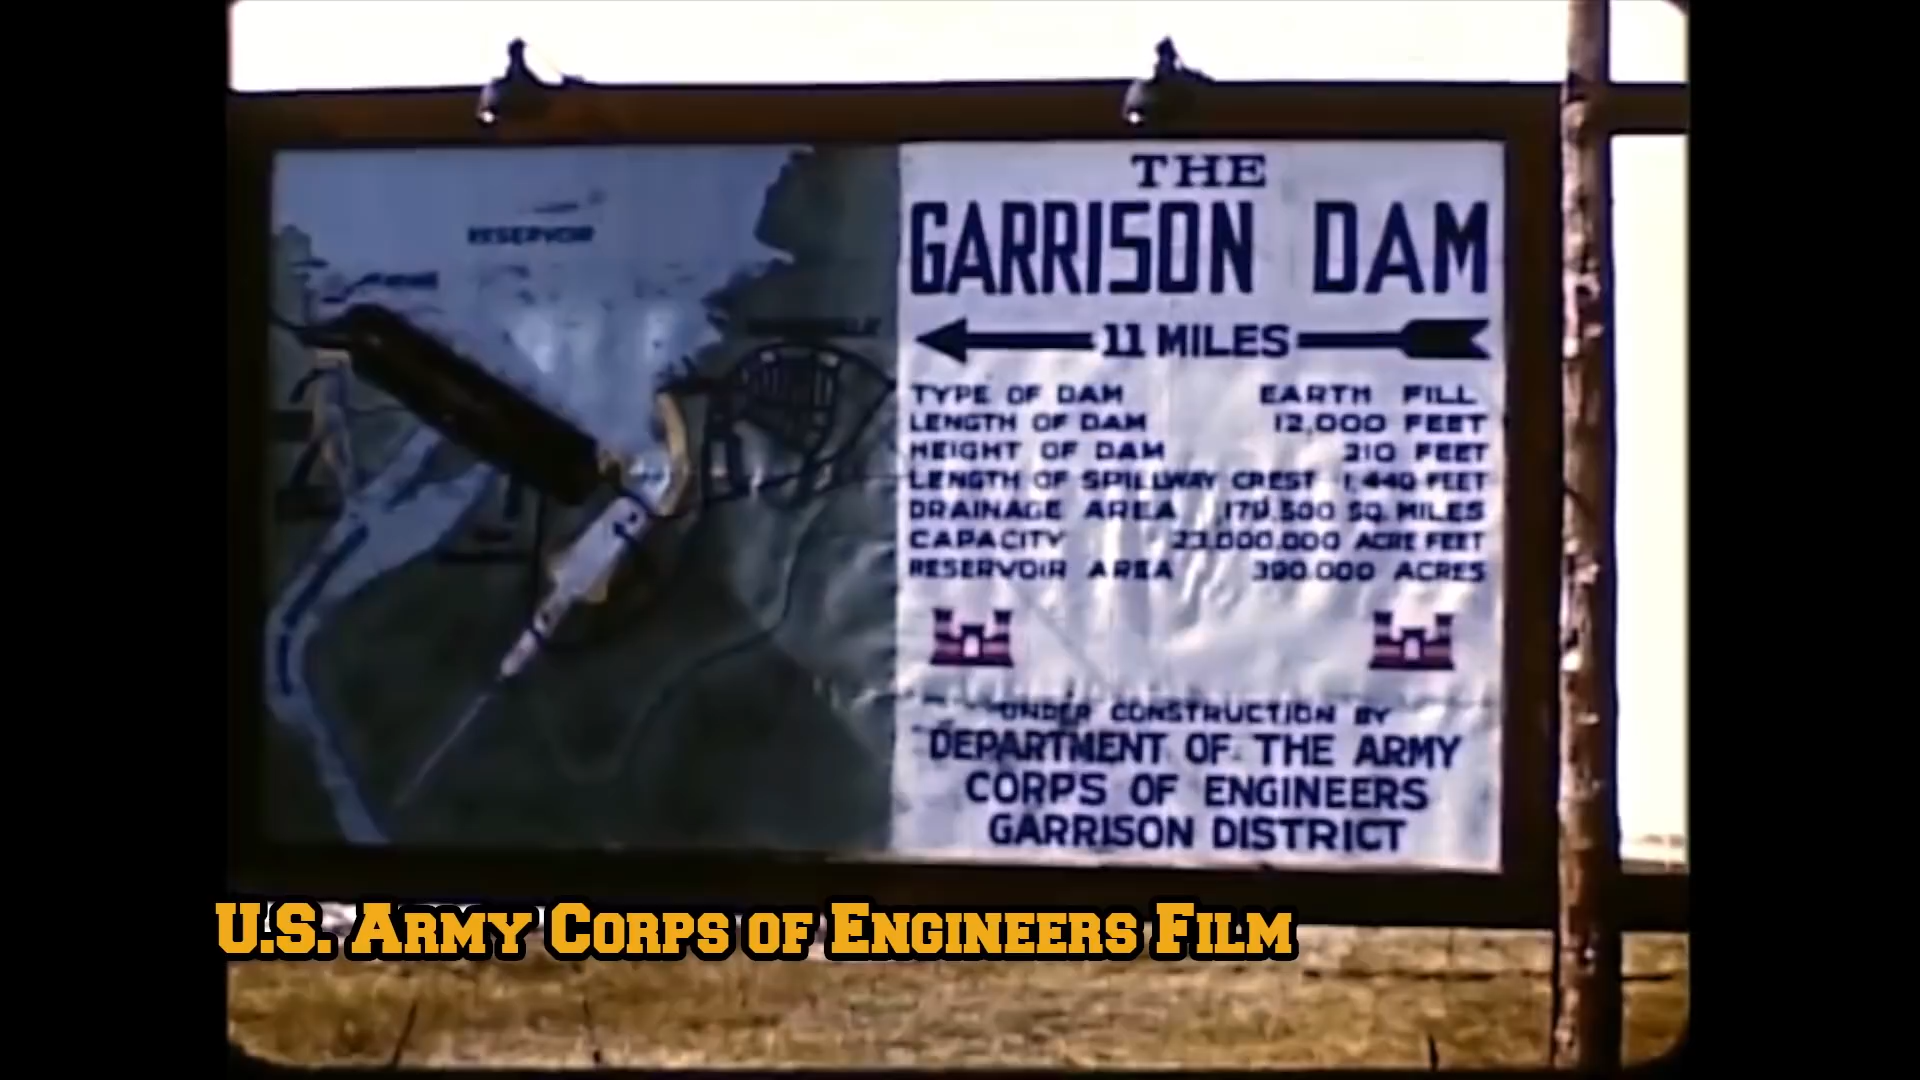 RESERVOIR
THE
GARRISON DAM
11 MILES
TYPE OF DAM EARTH FILL
LENGTH OF DAM 12,000 FEET
HEIGHT OF DAM 210 FEET
LENGTH OF SPILLWAY CREST 1,440 FEET
DRAINAGE AREA SQ. MILES
CAPACITY 23,000,000 ACRE FEET
RESERVOIR AREA 390,000 ACRES
UNDER CONSTRUCTION BY
DEPARTMENT OF THE ARMY
CORPS OF ENGINEERS
GARRISON DISTRICT
U.S. ARMY CORPS OF ENGINEERS FILM